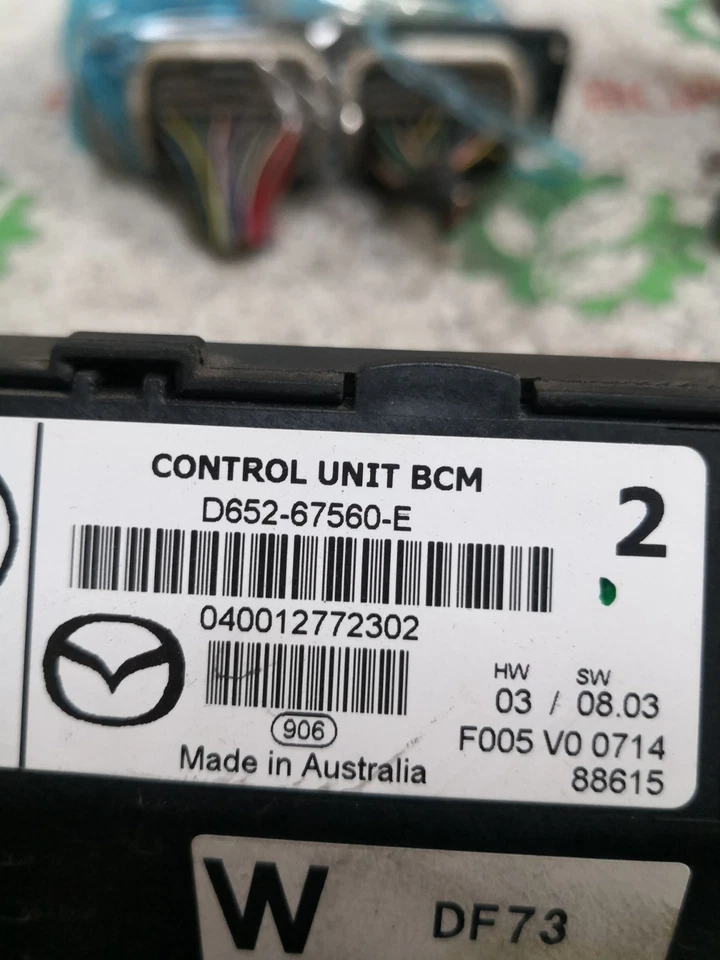 CONTROL UNIT BCM
D652-67560-E
2
040012772302
HW SW
03 / 08.03
906
F005 V0 0714
Made in Australia
88615
W DF73